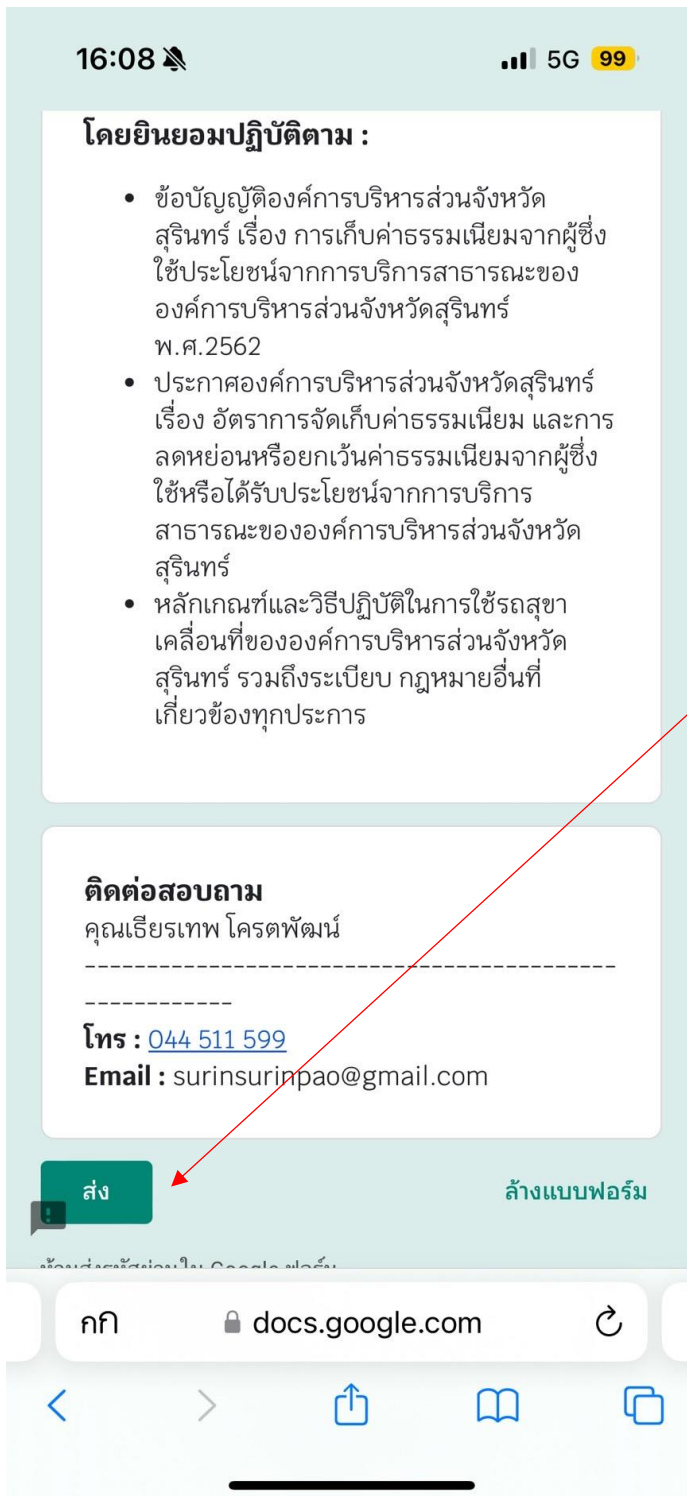 16:08
5G 99
โดยยินยอมปฏิบัติตาม :
• ข้อบัญญัติองค์การบริหารส่วนจังหวัด
สุรินทร์ เรื่อง การเก็บค่าธรรมเนียมจากผู้ซึ่ง
ใช้ประโยชน์จากการบริการสาธารณะของ
องค์การบริหารส่วนจังหวัดสุรินทร์
พ.ศ.2562
• ประกาศองค์การบริหารส่วนจังหวัดสุรินทร์
เรื่อง อัตราการจัดเก็บค่าธรรมเนียม และการ
ลดหย่อนหรือยกเว้นค่าธรรมเนียมจากผู้ซึ่ง
ใช้หรือได้รับประโยชน์จากการบริการ
สาธารณะขององค์การบริหารส่วนจังหวัด
สุรินทร์
• หลักเกณฑ์และวิธีปฏิบัติในการใช้รถสุขา
เคลื่อนที่ขององค์การบริหารส่วนจังหวัด
สุรินทร์ รวมถึงระเบียบ กฎหมายอื่นที่
เกี่ยวข้องทุกประการ
ติดต่อสอบถาม
คุณเธียรเทพ โครตพัฒน์
-------------------------------------------
------------
โทร : 044 511 599
Email : surinsurinpao@gmail.com
ส่ง
ล้างแบบฟอร์ม
ห้ามส่งรหัสผ่านใน Google ฟอร์ม
กก docs.google.com